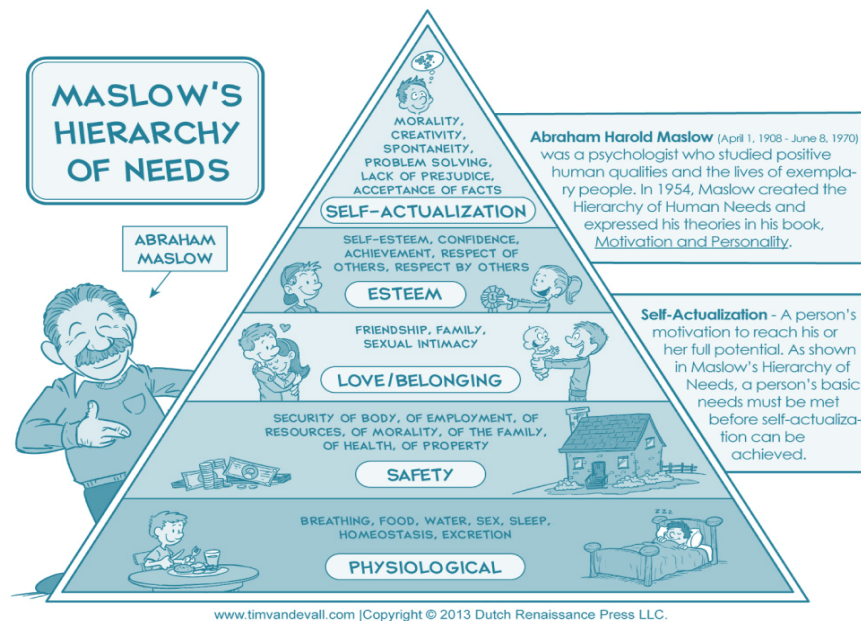 MASLOW'S
HIERARCHY
OF NEEDS
ABRAHAM
MASLOW
MORALITY,
CREATIVITY,
SPONTANEITY,
PROBLEM SOLVING,
LACK OF PREJUDICE,
ACCEPTANCE OF FACTS
SELF-ACTUALIZATION
SELF-ESTEEM, CONFIDENCE,
ACHIEVEMENT, RESPECT OF
OTHERS, RESPECT BY OTHERS
ESTEEM
FRIENDSHIP, FAMILY,
SEXUAL INTIMACY
LOVE/BELONGING
SECURITY OF BODY, OF EMPLOYMENT, OF
RESOURCES, OF MORALITY, OF THE FAMILY,
OF HEALTH, OF PROPERTY
SAFETY
BREATHING, FOOD, WATER, SEX, SLEEP,
HOMEOSTASIS, EXCRETION
PHYSIOLOGICAL
ZZZ
Abraham Harold Maslow (April 1, 1908 - June 8, 1970)
was a psychologist who studied positive
human qualities and the lives of exempla-
ry people. In 1954, Maslow created the
Hierarchy of Human Needs and
expressed his theories in his book,
Motivation and Personality.
Self-Actualization - A person's
motivation to reach his or
her full potential. As shown
in Maslow's Hierarchy of
Needs, a person's basic
needs must be met
before self-actualiza-
tion can be
achieved.
www.timvandevall.com |Copyright © 2013 Dutch Renaissance Press LLC.